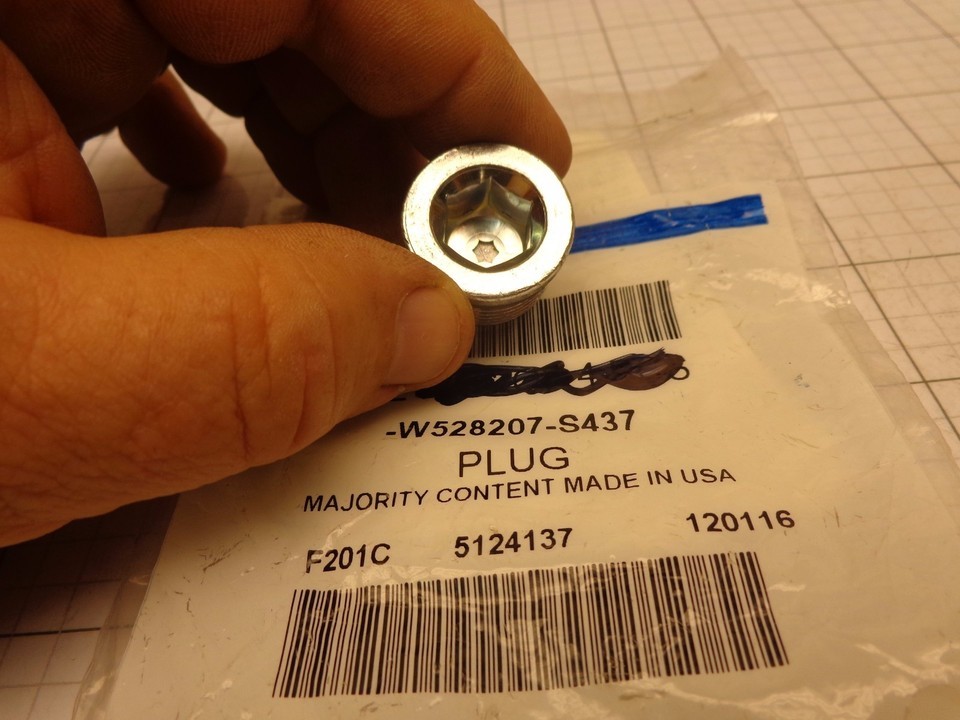 -W528207-S437
PLUG
MAJORITY CONTENT MADE IN USA
F201C 5124137 120116